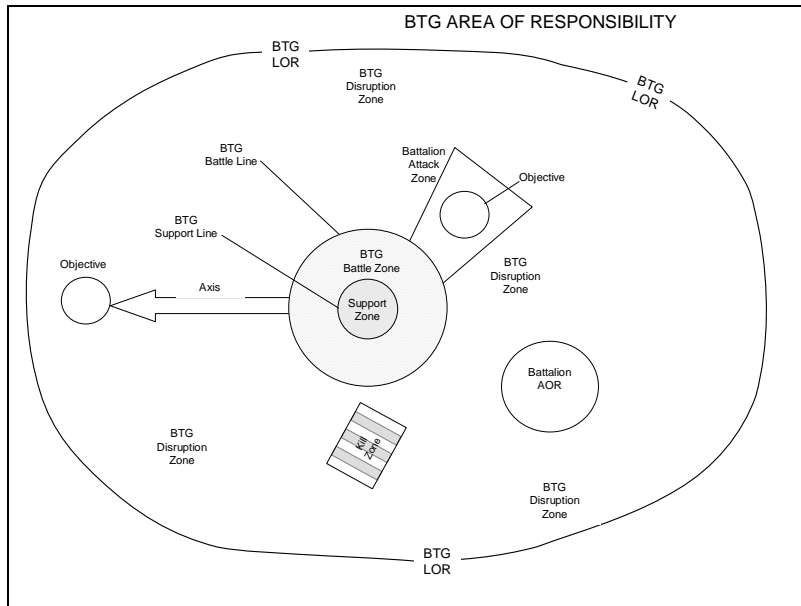 BTG AREA OF RESPONSIBILITY
BTG
LOR
BTG
LOR
BTG
Disruption
Zone
BTG
Battle Line
Battalion
Attack
Zone
Objective
BTG
Support Line
BTG
Battle Zone
BTG
Disruption
Zone
Objective
Axis
Support
Zone
Battalion
AOR
BTG
Disruption
Zone
Kill
Zone
BTG
Disruption
Zone
BTG
LOR